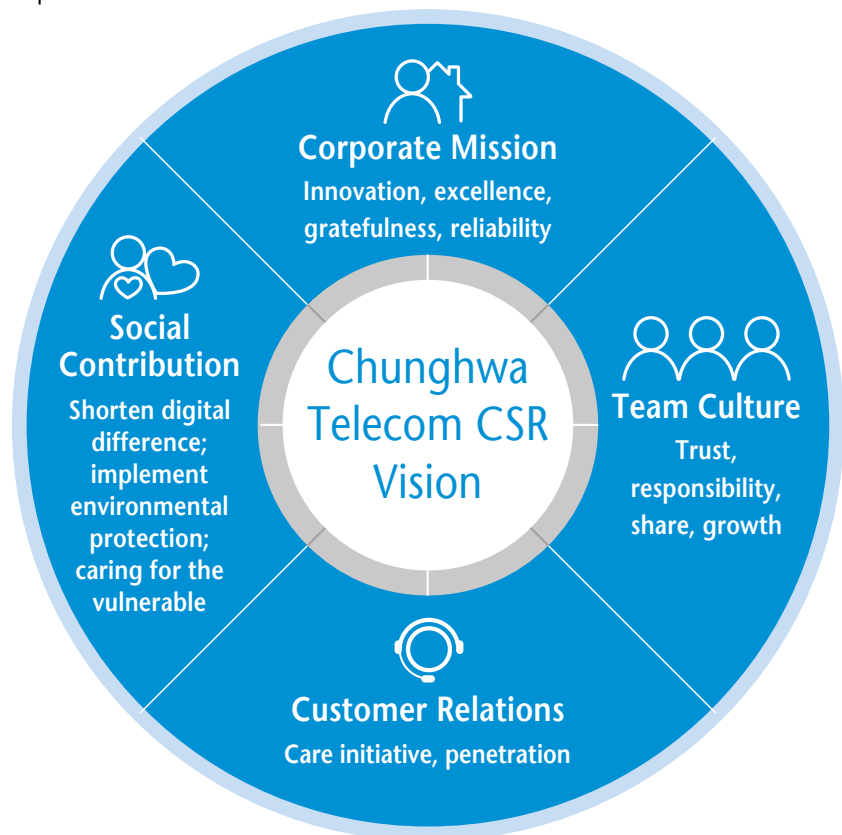 Corporate Mission
Innovation, excellence,
gratefulness, reliability
Social
Contribution
Shorten digital
difference;
implement
environmental
protection;
caring for the
vulnerable
Chunghwa
Telecom CSR
Vision
Team Culture
Trust,
responsibility,
share, growth
Customer Relations
Care initiative, penetration